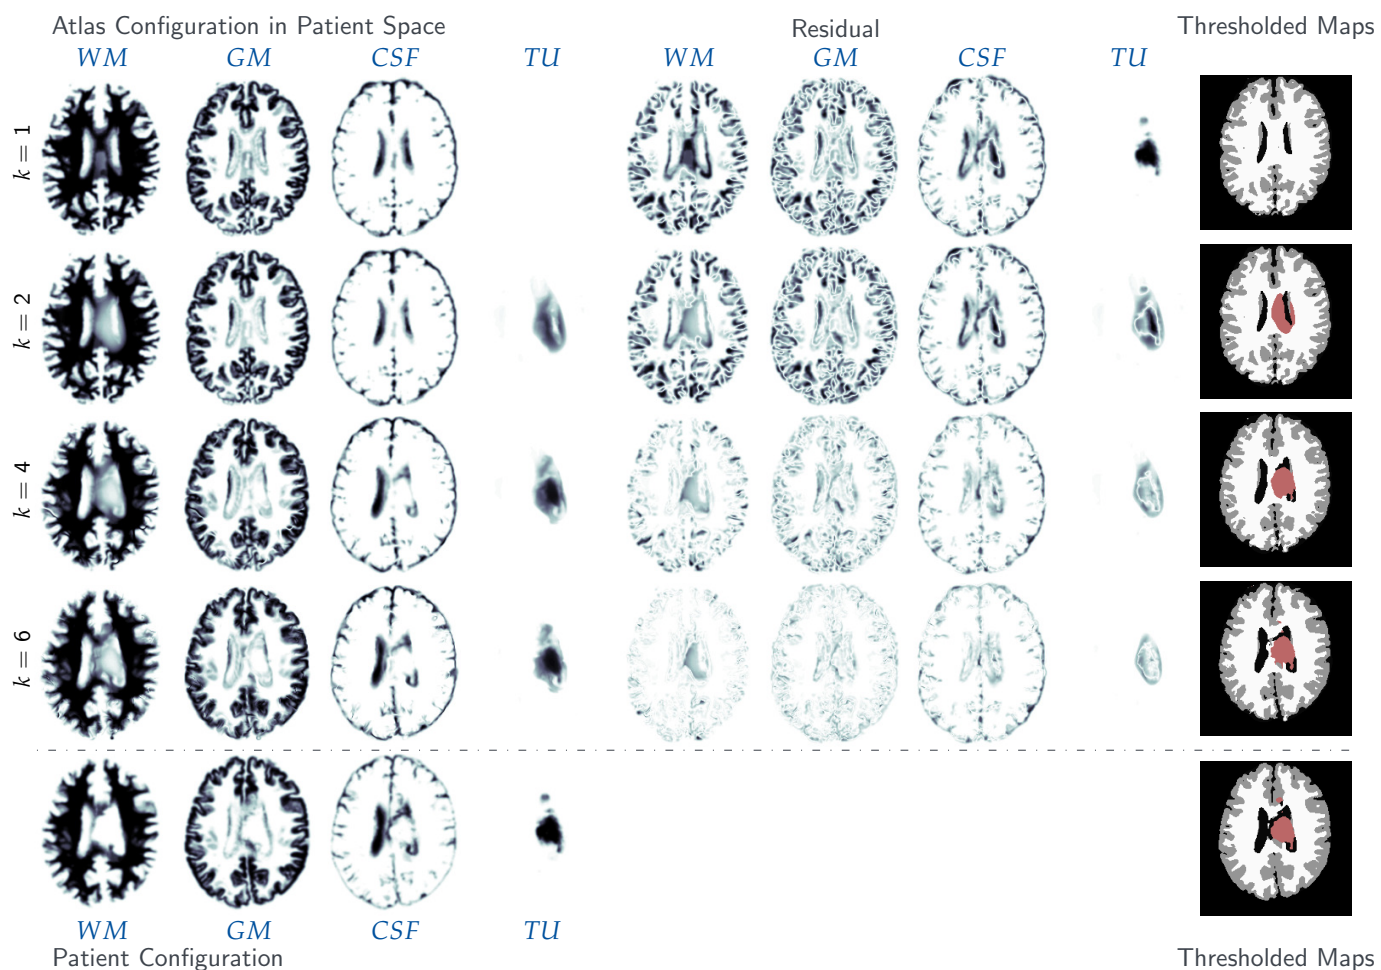 Atlas Configuration in Patient Space Residual Thresholded Maps
WM GM CSF TU WM GM CSF TU
k = 1
k = 2
k = 4
k = 6
WM GM CSF TU
Patient Configuration Thresholded Maps